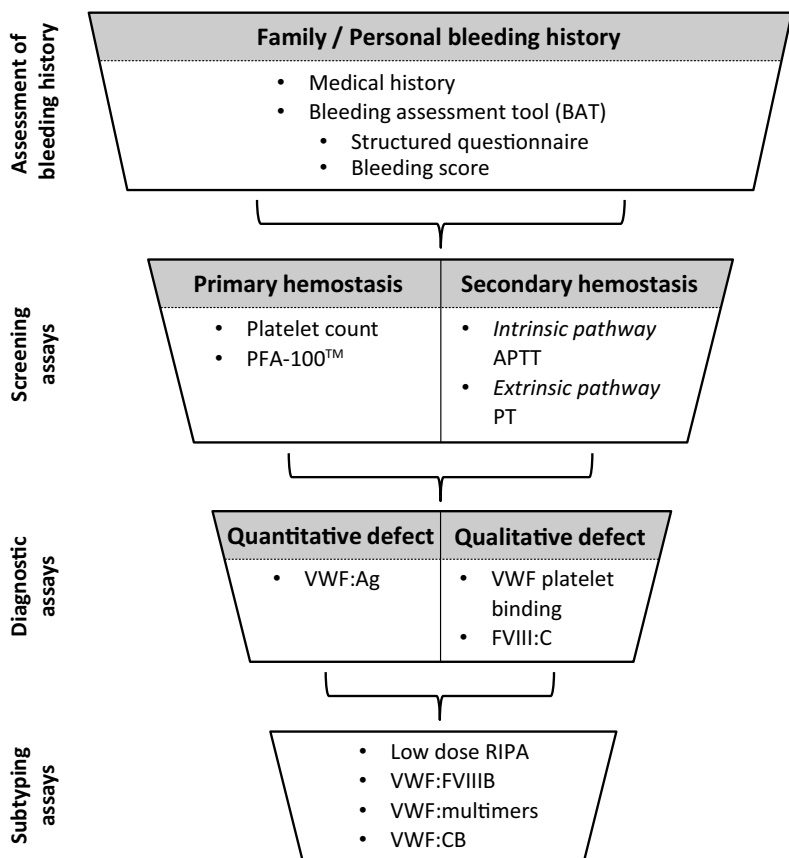 Assessment of
bleeding history
Family / Personal bleeding history
• Medical history
• Bleeding assessment tool (BAT)
• Structured questionnaire
• Bleeding score
Screening
assays
Primary hemostasis
• Platelet count
• PFA-100™
Secondary hemostasis
• Intrinsic pathway
APTT
• Extrinsic pathway
PT
Diagnostic
assays
Quantitative defect
• VWF:Ag
Qualitative defect
• VWF platelet
binding
• FVIII:C
Subtyping
assays
• Low dose RIPA
• VWF:FVIIIB
• VWF:multimers
• VWF:CB